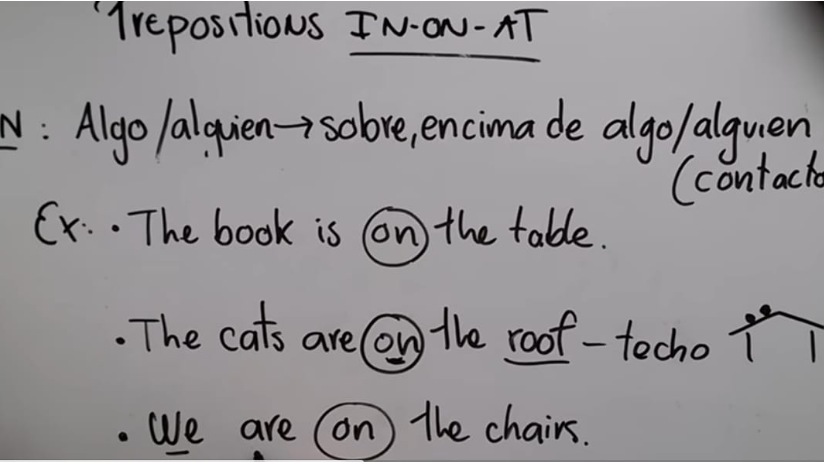 Prepositions IN-ON-AT
N: Algo/alguien→sobre, encima de algo/alguien
(contacto
Ex: • The book is on the table.
• The cats are on the roof - techo
• We are on the chairs.